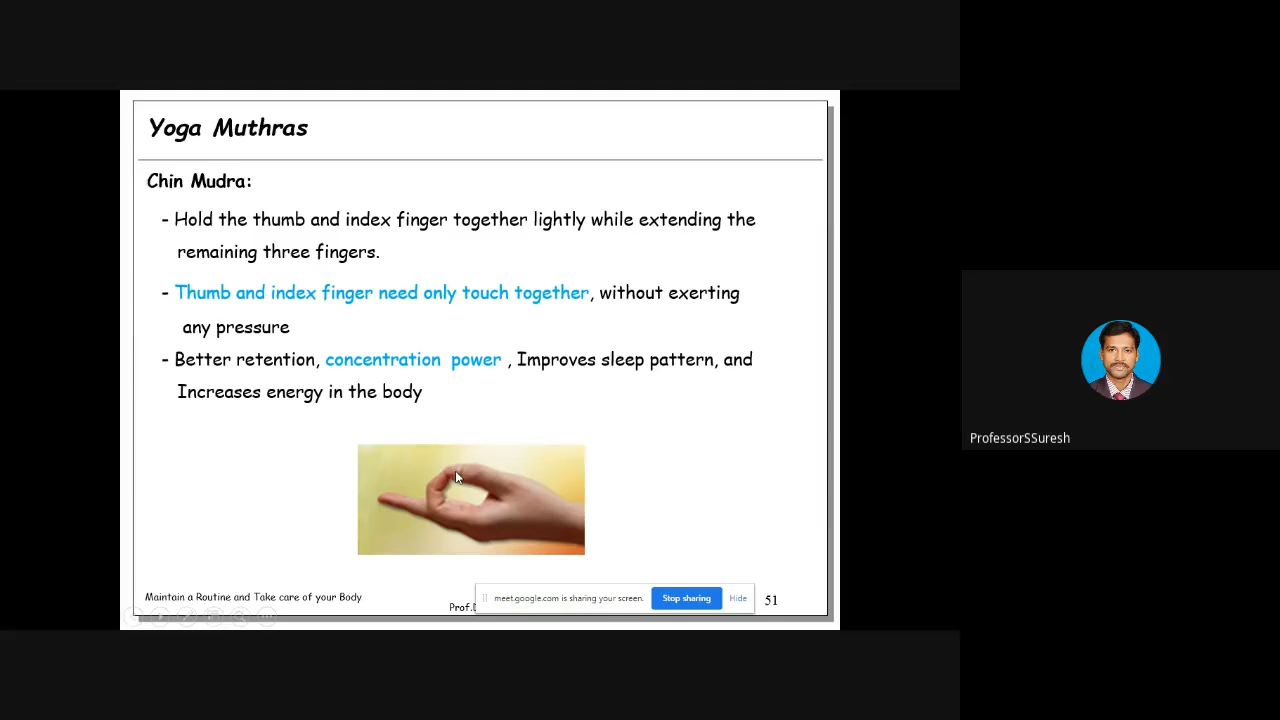 Yoga Muthras
Chin Mudra:
- Hold the thumb and index finger together lightly while extending the
remaining three fingers.
- Thumb and index finger need only touch together, without exerting
any pressure
- Better retention, concentration power , Improves sleep pattern, and
Increases energy in the body
Maintain a Routine and Take care of your Body
Prof.
meet.google.com is sharing your screen.
Stop sharing
Hide
51
ProfessorSSuresh